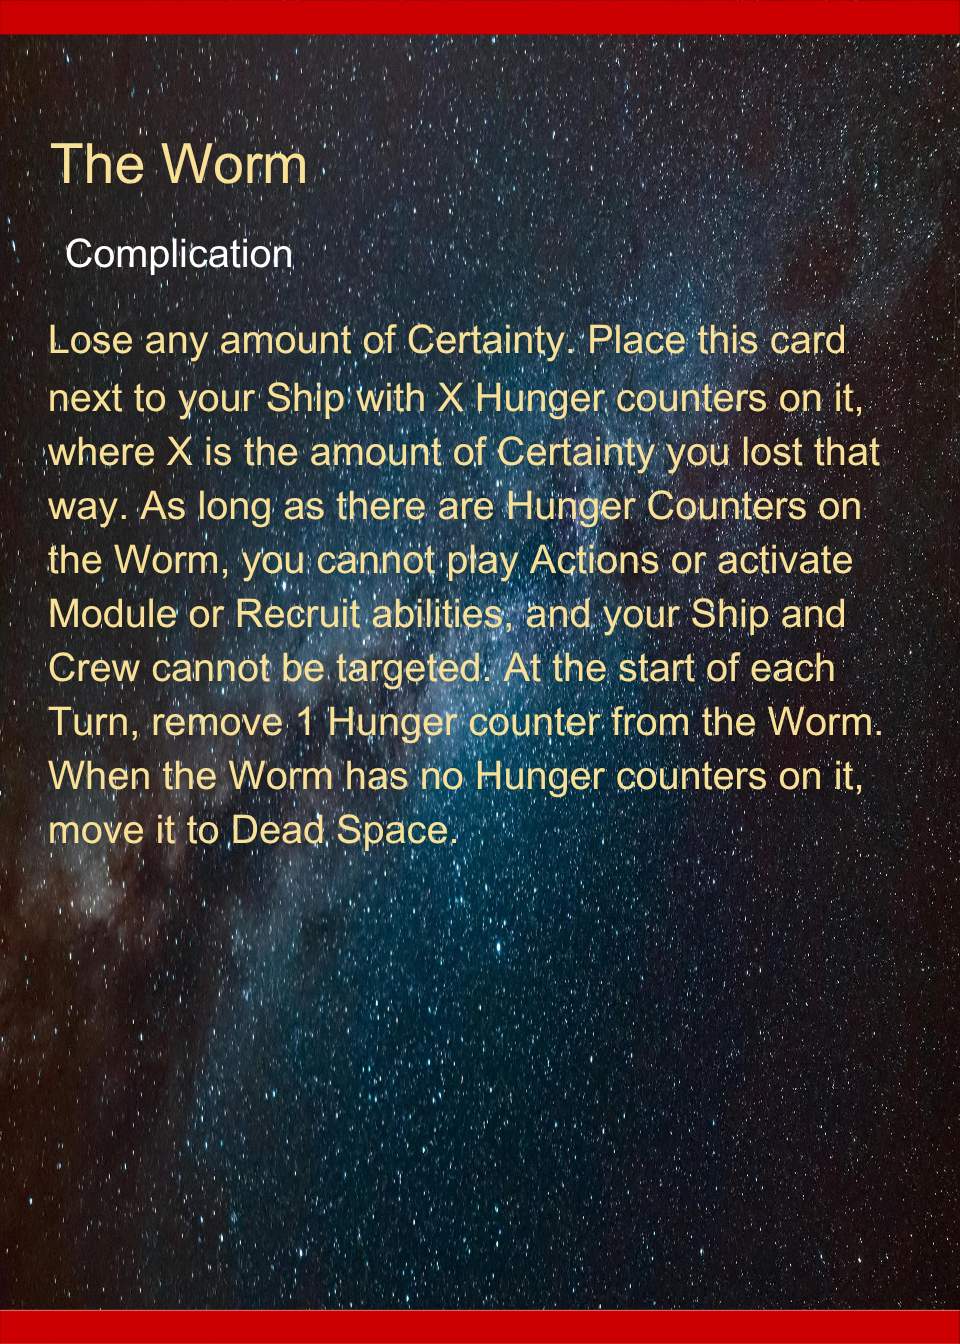 The Worm
Complication
Lose any amount of Certainty. Place this card
next to your Ship with X Hunger counters on it,
where X is the amount of Certainty you lost that
way. As long as there are Hunger Counters on
the Worm, you cannot play Actions or activate
Module or Recruit abilities, and your Ship and
Crew cannot be targeted. At the start of each
Turn, remove 1 Hunger counter from the Worm.
When the Worm has no Hunger counters on it,
move it to Dead Space.